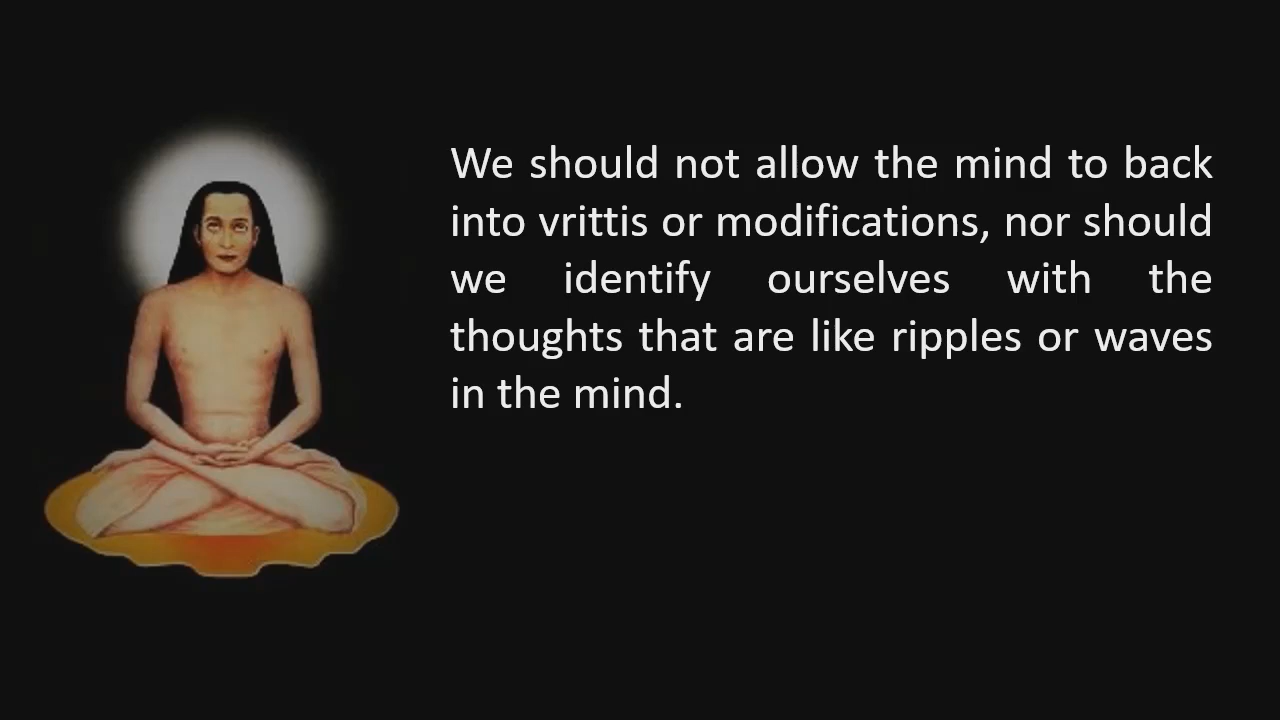 We should not allow the mind to back
into vrittis or modifications, nor should
we identify ourselves with the
thoughts that are like ripples or waves
in the mind.